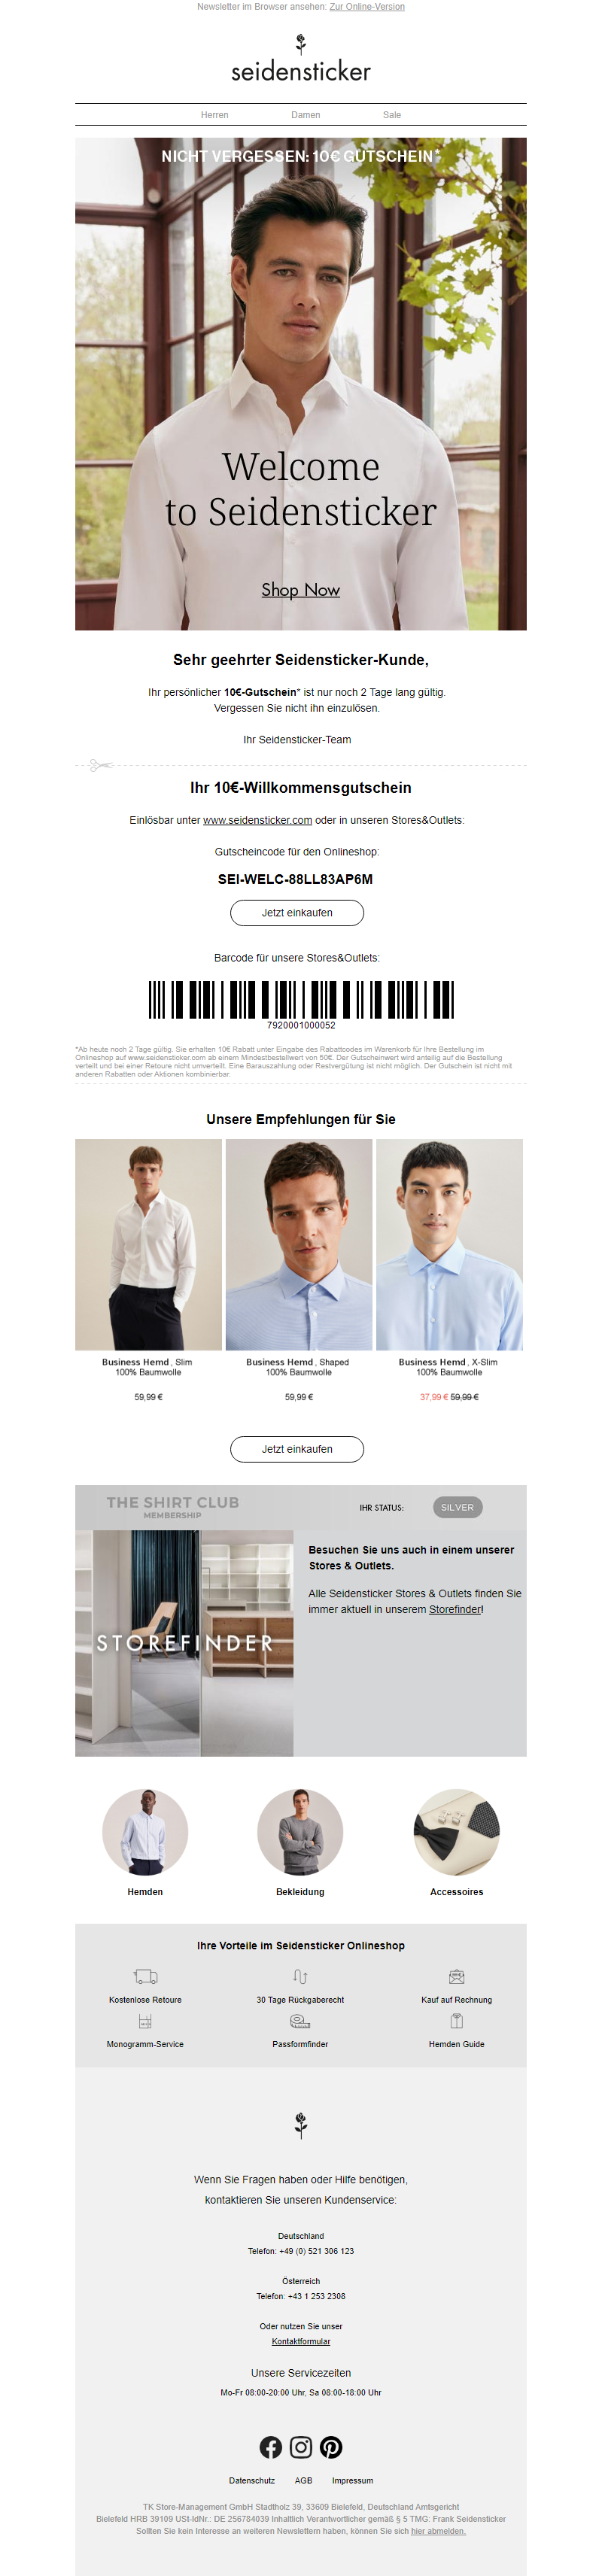 Newsletter im Browser ansehen: Zur Online-Version
seidensticker
Herren Damen Sale
NICHT VERGESSEN: 10€ GUTSCHEIN*
Welcome
to Seidensticker
Shop Now
Sehr geehrter Seidensticker-Kunde,
Ihr persönlicher 10€-Gutschein* ist nur noch 2 Tage lang gültig.
Vergessen Sie nicht ihn einzulösen.
Ihr Seidensticker-Team
Ihr 10€-Willkommensgutschein
Einlösbar unter www.seidensticker.com oder in unseren Stores&Outlets:
Gutscheincode für den Onlineshop:
SEI-WELC-88LL83AP6M
Jetzt einkaufen
Barcode für unsere Stores&Outlets:
7920001000052
*Ab heute noch 2 Tage gültig. Sie erhalten 10€ Rabatt unter Eingabe des Rabattcodes im Warenkorb für Ihre Bestellung im
Onlineshop auf www.seidensticker.com ab einem Mindestbestellwert von 50€. Der Gutscheinwert wird anteilig auf die Bestellung
verteilt und bei einer Retoure nicht umverteilt. Eine Barauszahlung oder Restvergütung ist nicht möglich. Der Gutschein ist nicht mit
anderen Rabatten oder Aktionen kombinierbar.
Unsere Empfehlungen für Sie
Business Hemd , Slim Business Hemd , Shaped Business Hemd , X-Slim
100% Baumwolle 100% Baumwolle 100% Baumwolle
59,99 € 59,99 € 37,99 € 59,99 €
Jetzt einkaufen
THE SHIRT CLUB
MEMBERSHIP
IHR STATUS: SILVER
STOREFINDER
Besuchen Sie uns auch in einem unserer
Stores & Outlets.
Alle Seidensticker Stores & Outlets finden Sie
immer aktuell in unserem Storefinder!
Hemden Bekleidung Accessoires
Ihre Vorteile im Seidensticker Onlineshop
Kostenlose Retoure 30 Tage Rückgaberecht Kauf auf Rechnung
Monogramm-Service Passformfinder Hemden Guide
Wenn Sie Fragen haben oder Hilfe benötigen,
kontaktieren Sie unseren Kundenservice:
Deutschland
Telefon: +49 (0) 521 306 123
Österreich
Telefon: +43 1 253 2308
Oder nutzen Sie unser
Kontaktformular
Unsere Servicezeiten
Mo-Fr 08:00-20:00 Uhr, Sa 08:00-18:00 Uhr
Datenschutz AGB Impressum
TK Store-Management GmbH Stadtholz 39, 33609 Bielefeld, Deutschland Amtsgericht
Bielefeld HRB 39109 USt-IdNr.: DE 256784039 Inhaltlich Verantwortlicher gemäß § 5 TMG: Frank Seidensticker
Sollten Sie kein Interesse an weiteren Newslettern haben, können Sie sich hier abmelden.